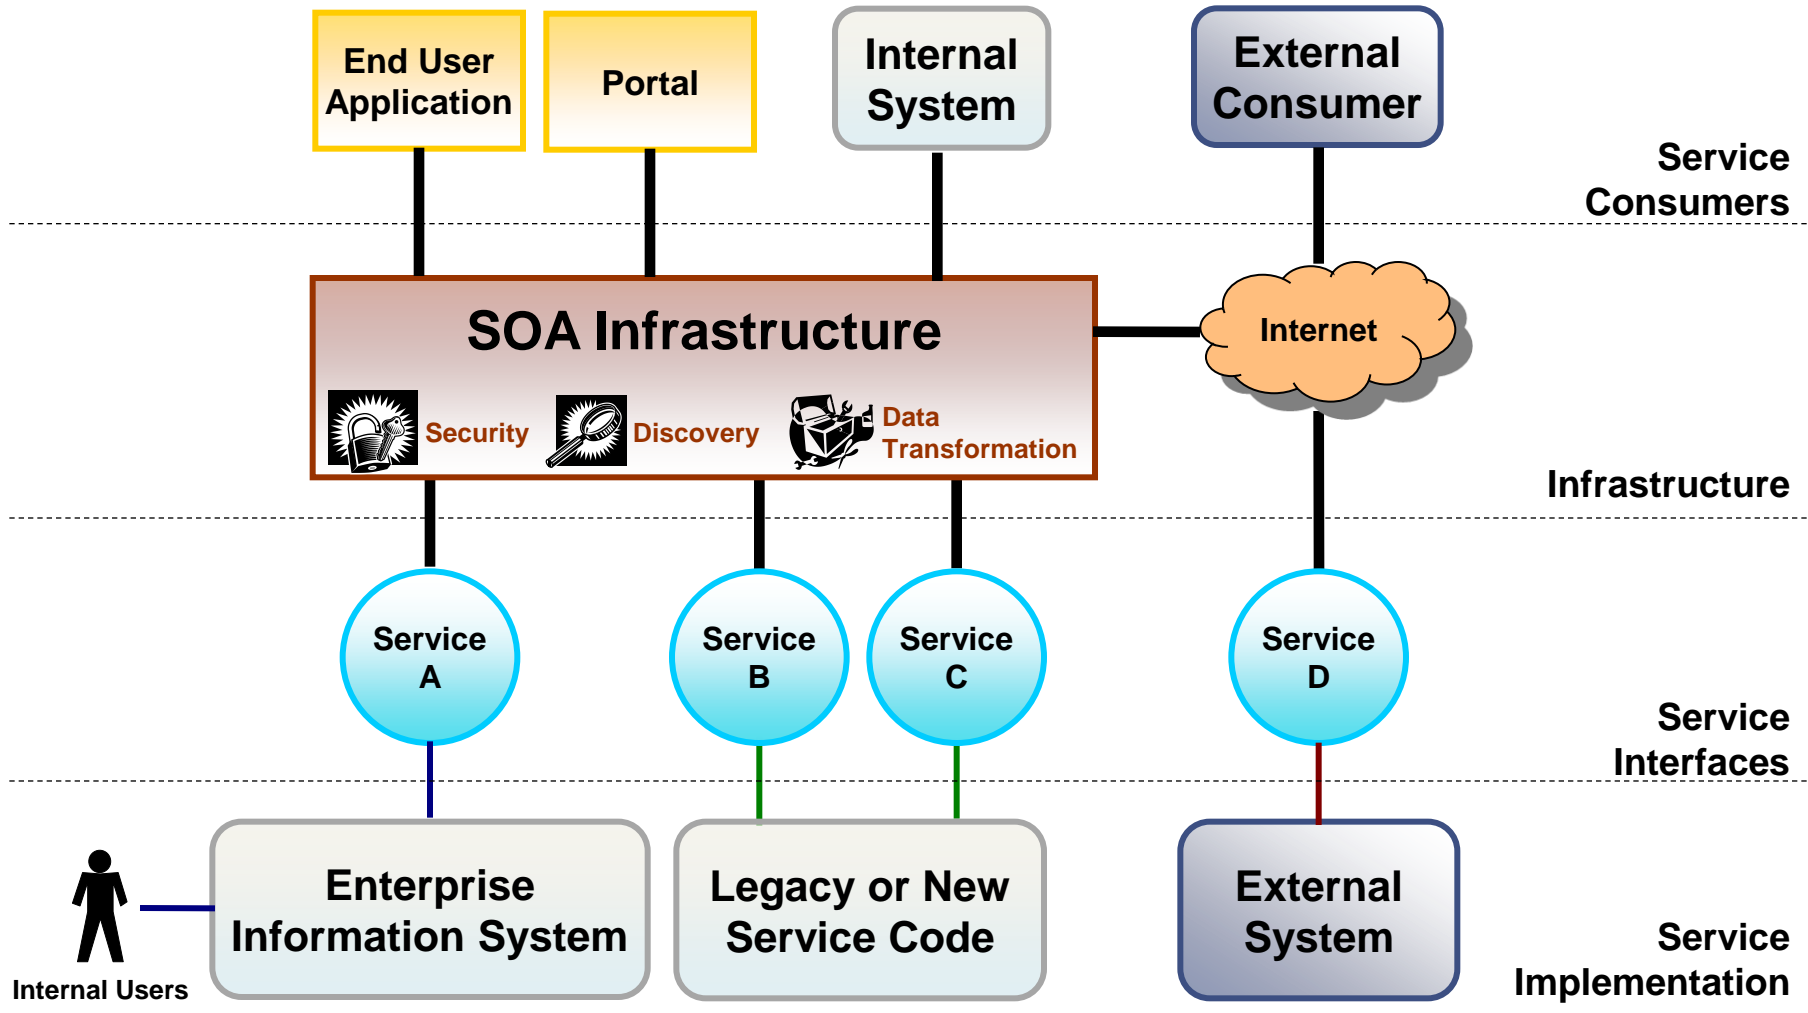 End User
Application
Portal
Internal
System
External
Consumer
Service
Consumers
SOA Infrastructure
Security
Discovery
Data
Transformation
Internet
Infrastructure
Service
A
Service
B
Service
C
Service
D
Service
Interfaces
Internal Users
Enterprise
Information System
Legacy or New
Service Code
External
System
Service
Implementation